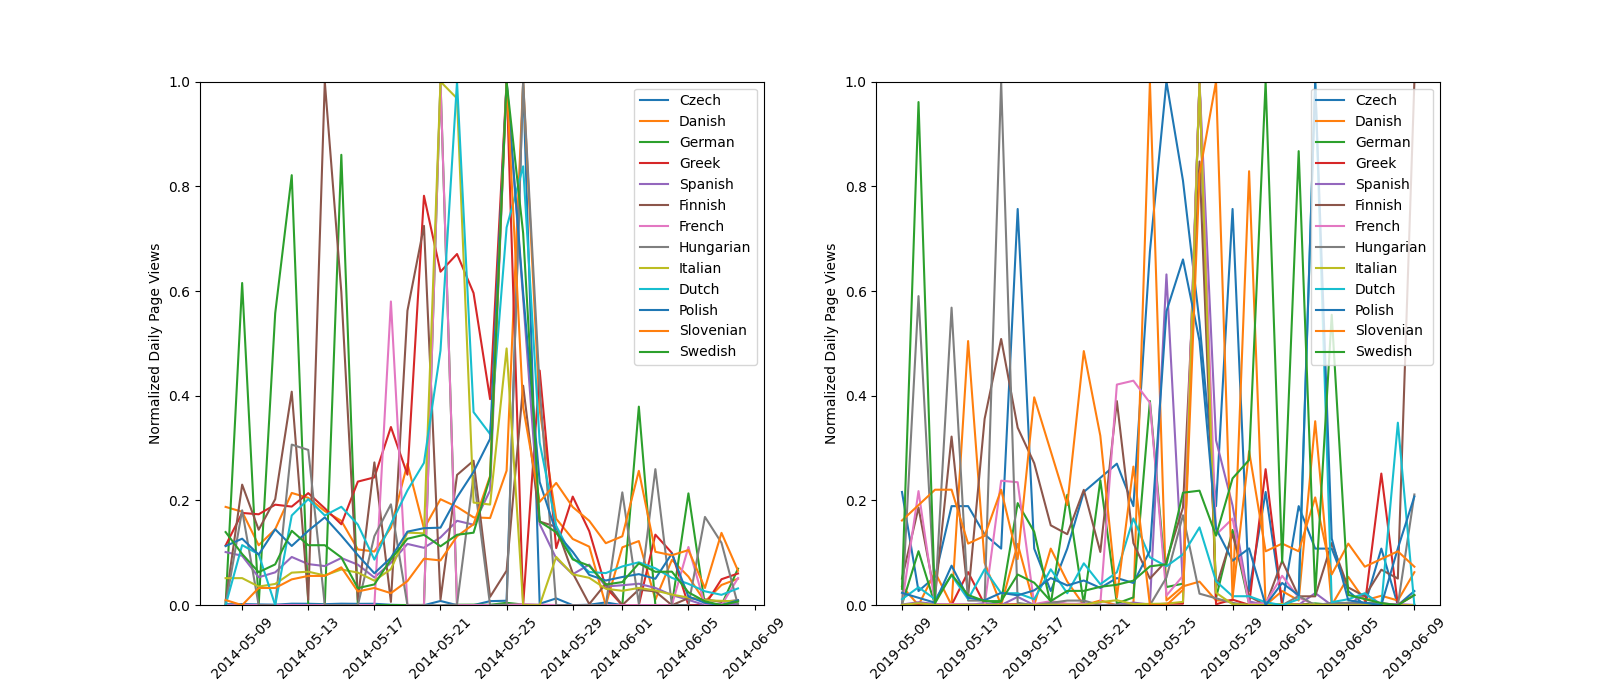 Normalized Daily Page Views
1.0
0.8
0.6
0.4
0.2
0.0
Czech
Danish
German
Greek
Spanish
Finnish
French
Hungarian
Italian
Dutch
Polish
Slovenian
Swedish
2014-05-09
2014-05-13
2014-05-17
2014-05-21
2014-05-25
2014-05-29
2014-06-01
2014-06-05
2014-06-09
Normalized Daily Page Views
1.0
0.8
0.6
0.4
0.2
0.0
Czech
Danish
German
Greek
Spanish
Finnish
French
Hungarian
Italian
Dutch
Polish
Slovenian
Swedish
2019-05-09
2019-05-13
2019-05-17
2019-05-21
2019-05-25
2019-05-29
2019-06-01
2019-06-05
2019-06-09